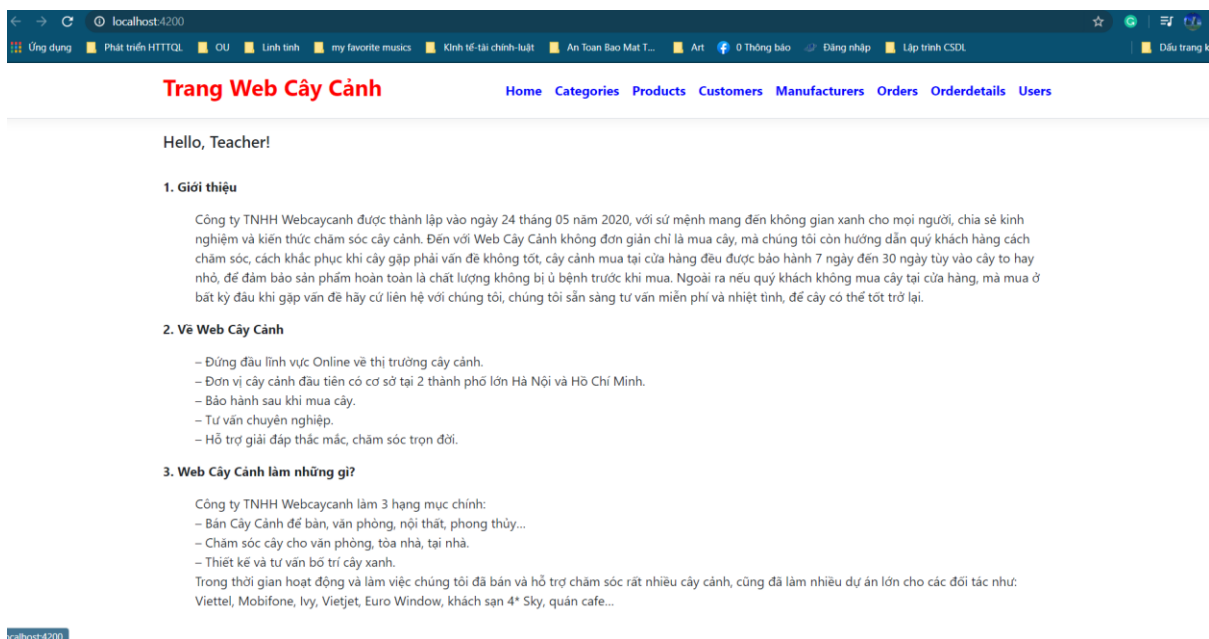 localhost:4200
Ứng dụng Phát triển HTTTQL OU Linh tinh my favorite musics KInh tế-tài chính-luật An Toan Bao Mat T... Art 0 Thông báo Đăng nhập Lập trình CSDL Dấu trang k
Trang Web Cây Cảnh
Home Categories Products Customers Manufacturers Orders Orderdetails Users
Hello, Teacher!
1. Giới thiệu
Công ty TNHH Webcaycanh được thành lập vào ngày 24 tháng 05 năm 2020, với sứ mệnh mang đến không gian xanh cho mọi người, chia sẻ kinh
nghiệm và kiến thức chăm sóc cây cảnh. Đến với Web Cây Cảnh không đơn giản chỉ là mua cây, mà chúng tôi còn hướng dẫn quý khách hàng cách
chăm sóc, cách khắc phục khi cây gặp phải vấn đề không tốt, cây cảnh mua tại cửa hàng đều được bảo hành 7 ngày đến 30 ngày tùy vào cây to hay
nhỏ, để đảm bảo sản phẩm hoàn toàn là chất lượng không bị ủ bệnh trước khi mua. Ngoài ra nếu quý khách không mua cây tại cửa hàng, mà mua ở
bất kỳ đâu khi gặp vấn đề hãy cứ liên hệ với chúng tôi, chúng tôi sẵn sàng tư vấn miễn phí và nhiệt tình, để cây có thể tốt trở lại.
2. Về Web Cây Cảnh
– Đứng đầu lĩnh vực Online về thị trường cây cảnh.
– Đơn vị cây cảnh đầu tiên có cơ sở tại 2 thành phố lớn Hà Nội và Hồ Chí Minh.
– Bảo hành sau khi mua cây.
– Tư vấn chuyên nghiệp.
– Hỗ trợ giải đáp thắc mắc, chăm sóc trọn đời.
3. Web Cây Cảnh làm những gì?
Công ty TNHH Webcaycanh làm 3 hạng mục chính:
– Bán Cây Cảnh để bàn, văn phòng, nội thất, phong thủy...
– Chăm sóc cây cho văn phòng, tòa nhà, tại nhà.
– Thiết kế và tư vấn bố trí cây xanh.
Trong thời gian hoạt động và làm việc chúng tôi đã bán và hỗ trợ chăm sóc rất nhiều cây cảnh, cũng đã làm nhiều dự án lớn cho các đối tác như:
Viettel, Mobifone, Ivy, Vietjet, Euro Window, khách sạn 4* Sky, quán cafe...
ocalhost:4200